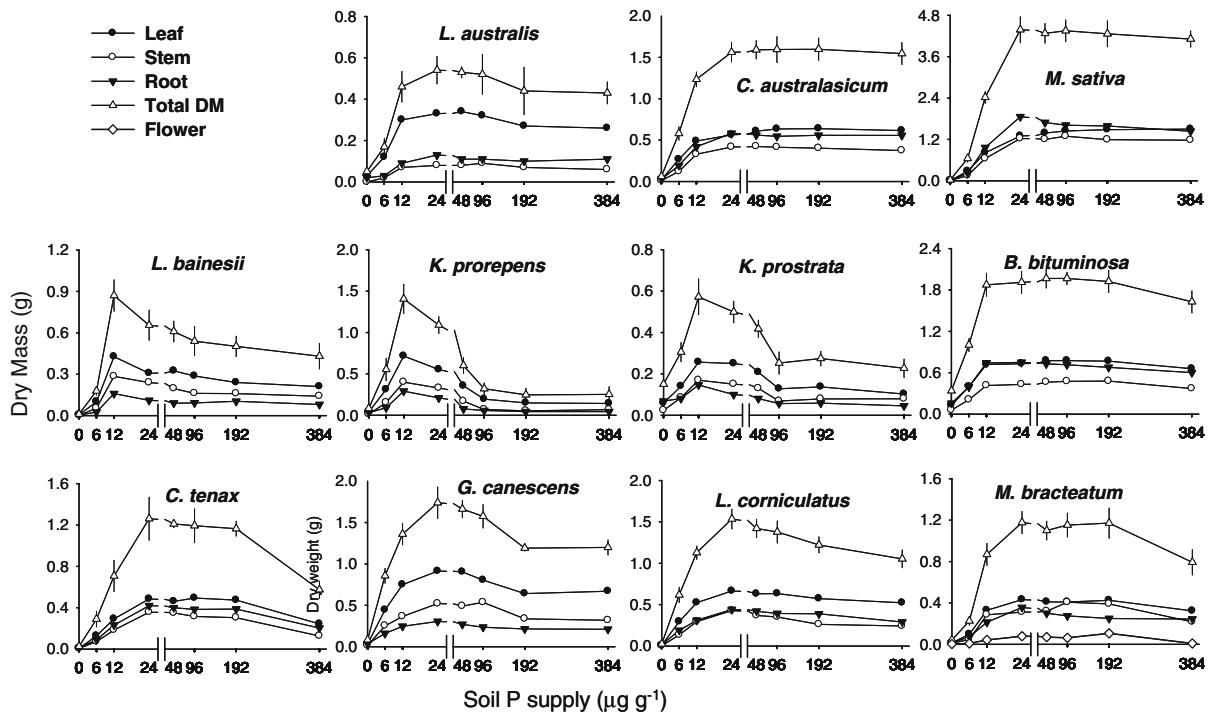 Leaf
Stem
Root
Total DM
Flower
L. australis
0.8
0.6
0.4
0.2
0.0
0 6 12 24 48 96 192 384
C. australasicum
2.0
1.5
1.0
0.5
0.0
0 6 12 24 48 96 192 384
M. sativa
4.8
3.6
2.4
1.2
0.0
0 6 12 24 48 96 192 384
Dry Mass (g)
L. bainesii
1.2
0.9
0.6
0.3
0.0
0 6 12 24 48 96 192 384
K. prorepens
2.0
1.5
1.0
0.5
0.0
0 6 12 24 48 96 192 384
K. prostrata
0.8
0.6
0.4
0.2
0.0
0 6 12 24 48 96 192 384
B. bituminosa
2.4
1.8
1.2
0.6
0.0
0 6 12 24 48 96 192 384
C. tenax
1.6
1.2
0.8
0.4
0.0
0 6 12 24 48 96 192 384
Dry weight (g)
G. canescens
2.0
1.5
1.0
0.5
0.0
0 6 12 24 48 96 192 384
L. corniculatus
2.0
1.5
1.0
0.5
0.0
0 6 12 24 48 96 192 384
M. bracteatum
1.6
1.2
0.8
0.4
0.0
0 6 12 24 48 96 192 384
Soil P supply (µg g⁻¹)